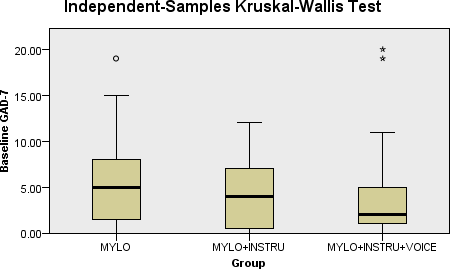 Independent-Samples Kruskal-Wallis Test
Baseline GAD-7
20.00
15.00
10.00
5.00
0.00
MYLO
MYLO+INSTRU
MYLO+INSTRU+VOICE
Group